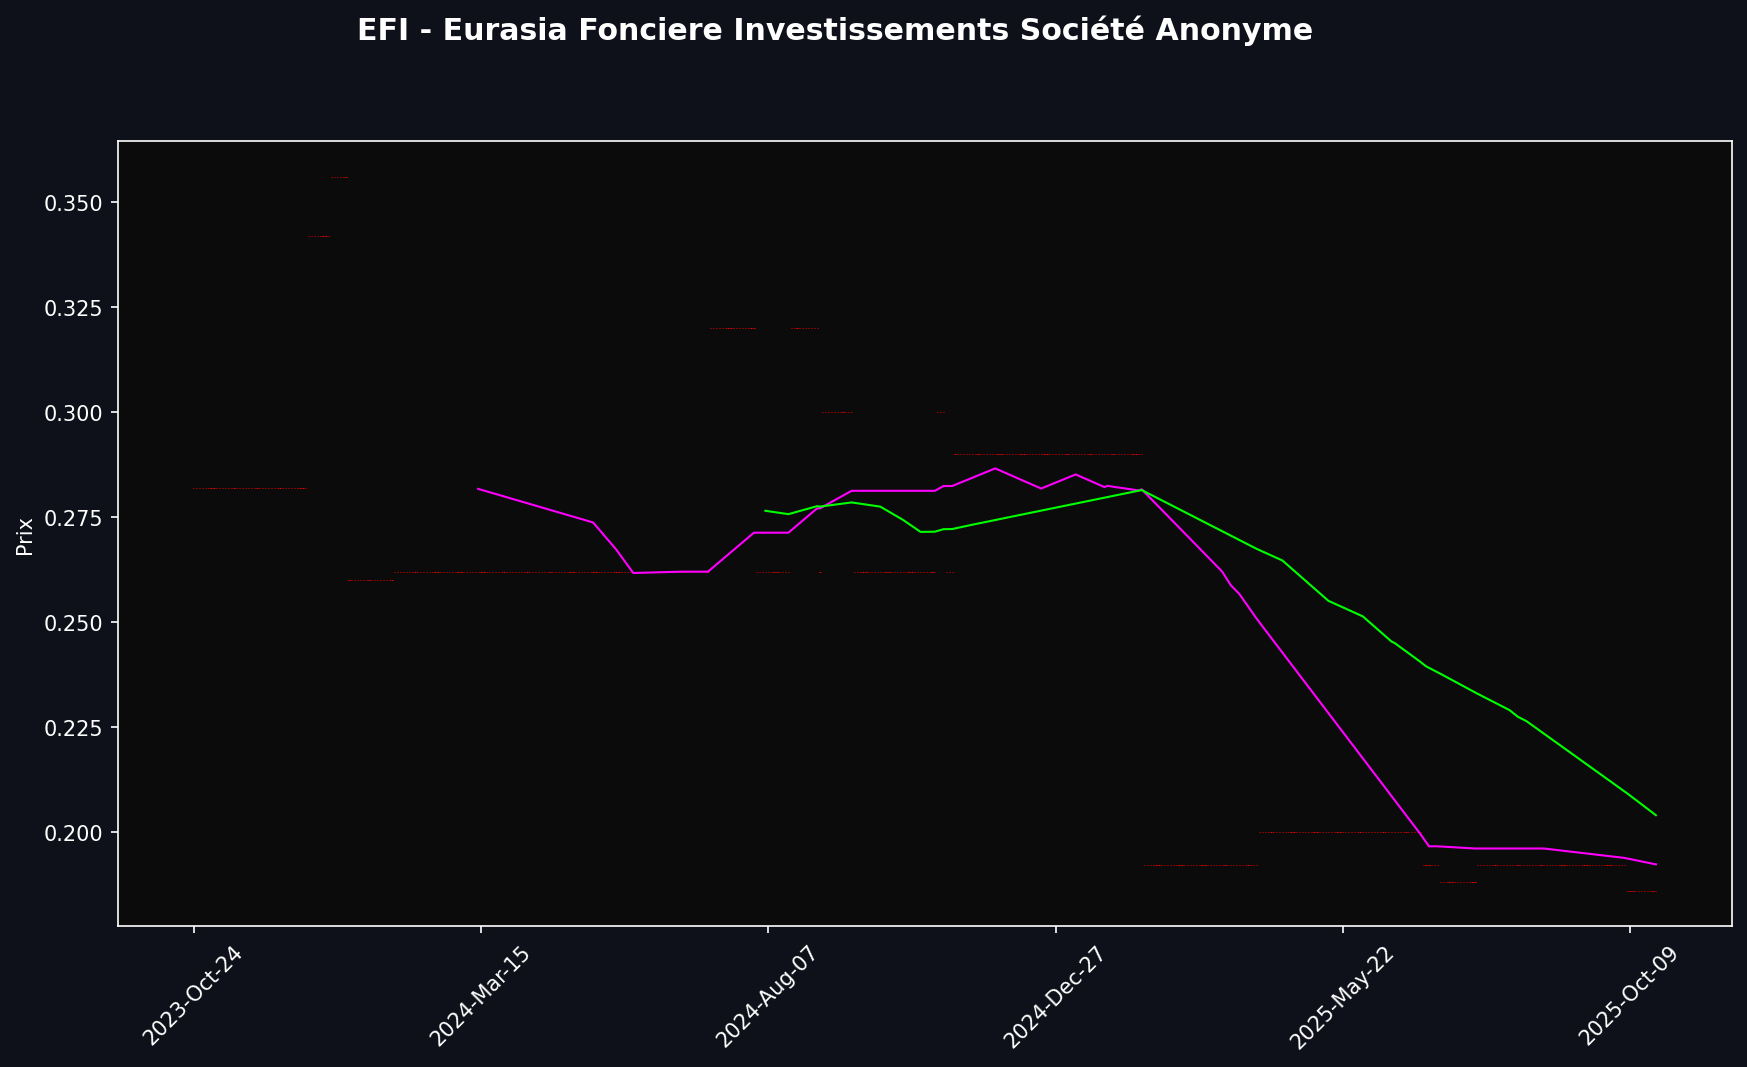 EFI - Eurasia Fonciere Investissements Société Anonyme
Prix
0.350
0.325
0.300
0.275
0.250
0.225
0.200
2023-Oct-24
2024-Mar-15
2024-Aug-07
2024-Dec-27
2025-May-22
2025-Oct-09